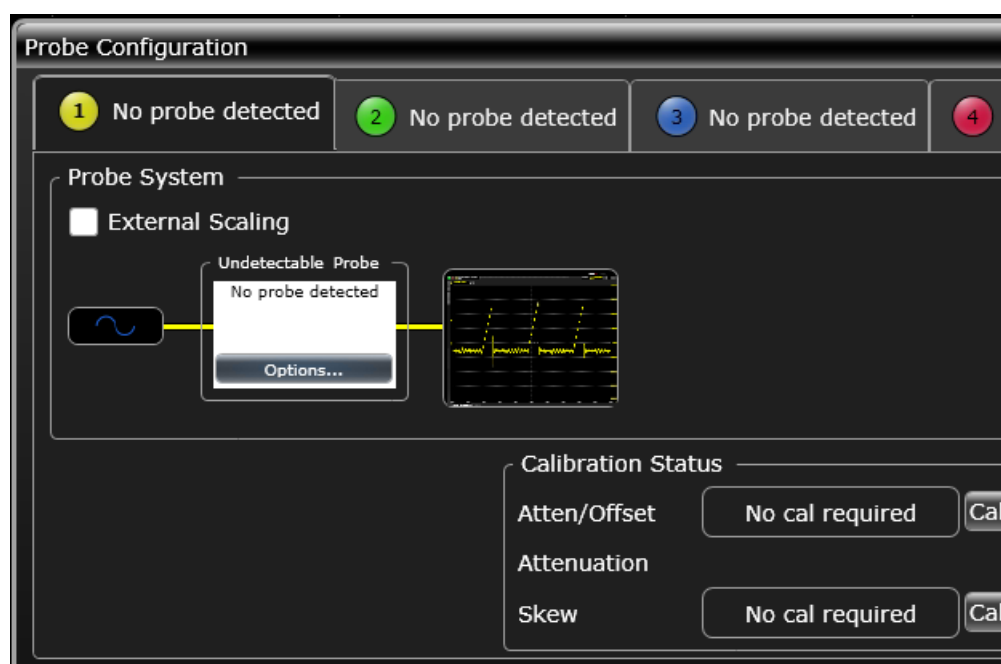 Probe Configuration
1 No probe detected 2 No probe detected 3 No probe detected 4
Probe System
External Scaling
Undetectable Probe
No probe detected
Options...
Calibration Status
Atten/Offset No cal required Cal
Attenuation
Skew No cal required Cal